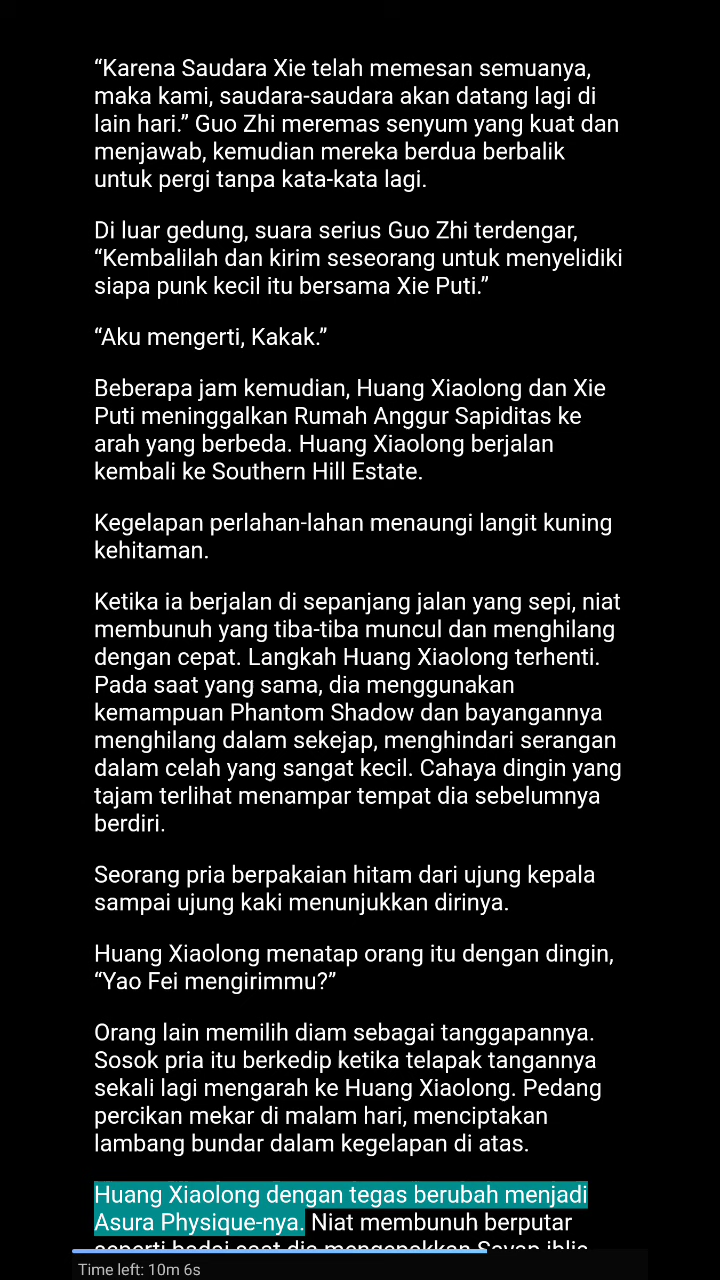 “Karena Saudara Xie telah memesan semuanya,
maka kami, saudara-saudara akan datang lagi di
lain hari.” Guo Zhi meremas senyum yang kuat dan
menjawab, kemudian mereka berdua berbalik
untuk pergi tanpa kata-kata lagi.
Di luar gedung, suara serius Guo Zhi terdengar,
“Kembalilah dan kirim seseorang untuk menyelidiki
siapa punk kecil itu bersama Xie Puti.”
“Aku mengerti, Kakak.”
Beberapa jam kemudian, Huang Xiaolong dan Xie
Puti meninggalkan Rumah Anggur Sapiditas ke
arah yang berbeda. Huang Xiaolong berjalan
kembali ke Southern Hill Estate.
Kegelapan perlahan-lahan menaungi langit kuning
kehitaman.
Ketika ia berjalan di sepanjang jalan yang sepi, niat
membunuh yang tiba-tiba muncul dan menghilang
dengan cepat. Langkah Huang Xiaolong terhenti.
Pada saat yang sama, dia menggunakan
kemampuan Phantom Shadow dan bayangannya
menghilang dalam sekejap, menghindari serangan
dalam celah yang sangat kecil. Cahaya dingin yang
tajam terlihat menampar tempat dia sebelumnya
berdiri.
Seorang pria berpakaian hitam dari ujung kepala
sampai ujung kaki menunjukkan dirinya.
Huang Xiaolong menatap orang itu dengan dingin,
“Yao Fei mengirimmu?”
Orang lain memilih diam sebagai tanggapannya.
Sosok pria itu berkedip ketika telapak tangannya
sekali lagi mengarah ke Huang Xiaolong. Pedang
percikan mekar di malam hari, menciptakan
lambang bundar dalam kegelapan di atas.
Huang Xiaolong dengan tegas berubah menjadi
Asura Physique-nya. Niat membunuh berputar
seperti badai saat dia mengepakkan Sayap iblis
Time left: 10m 6s